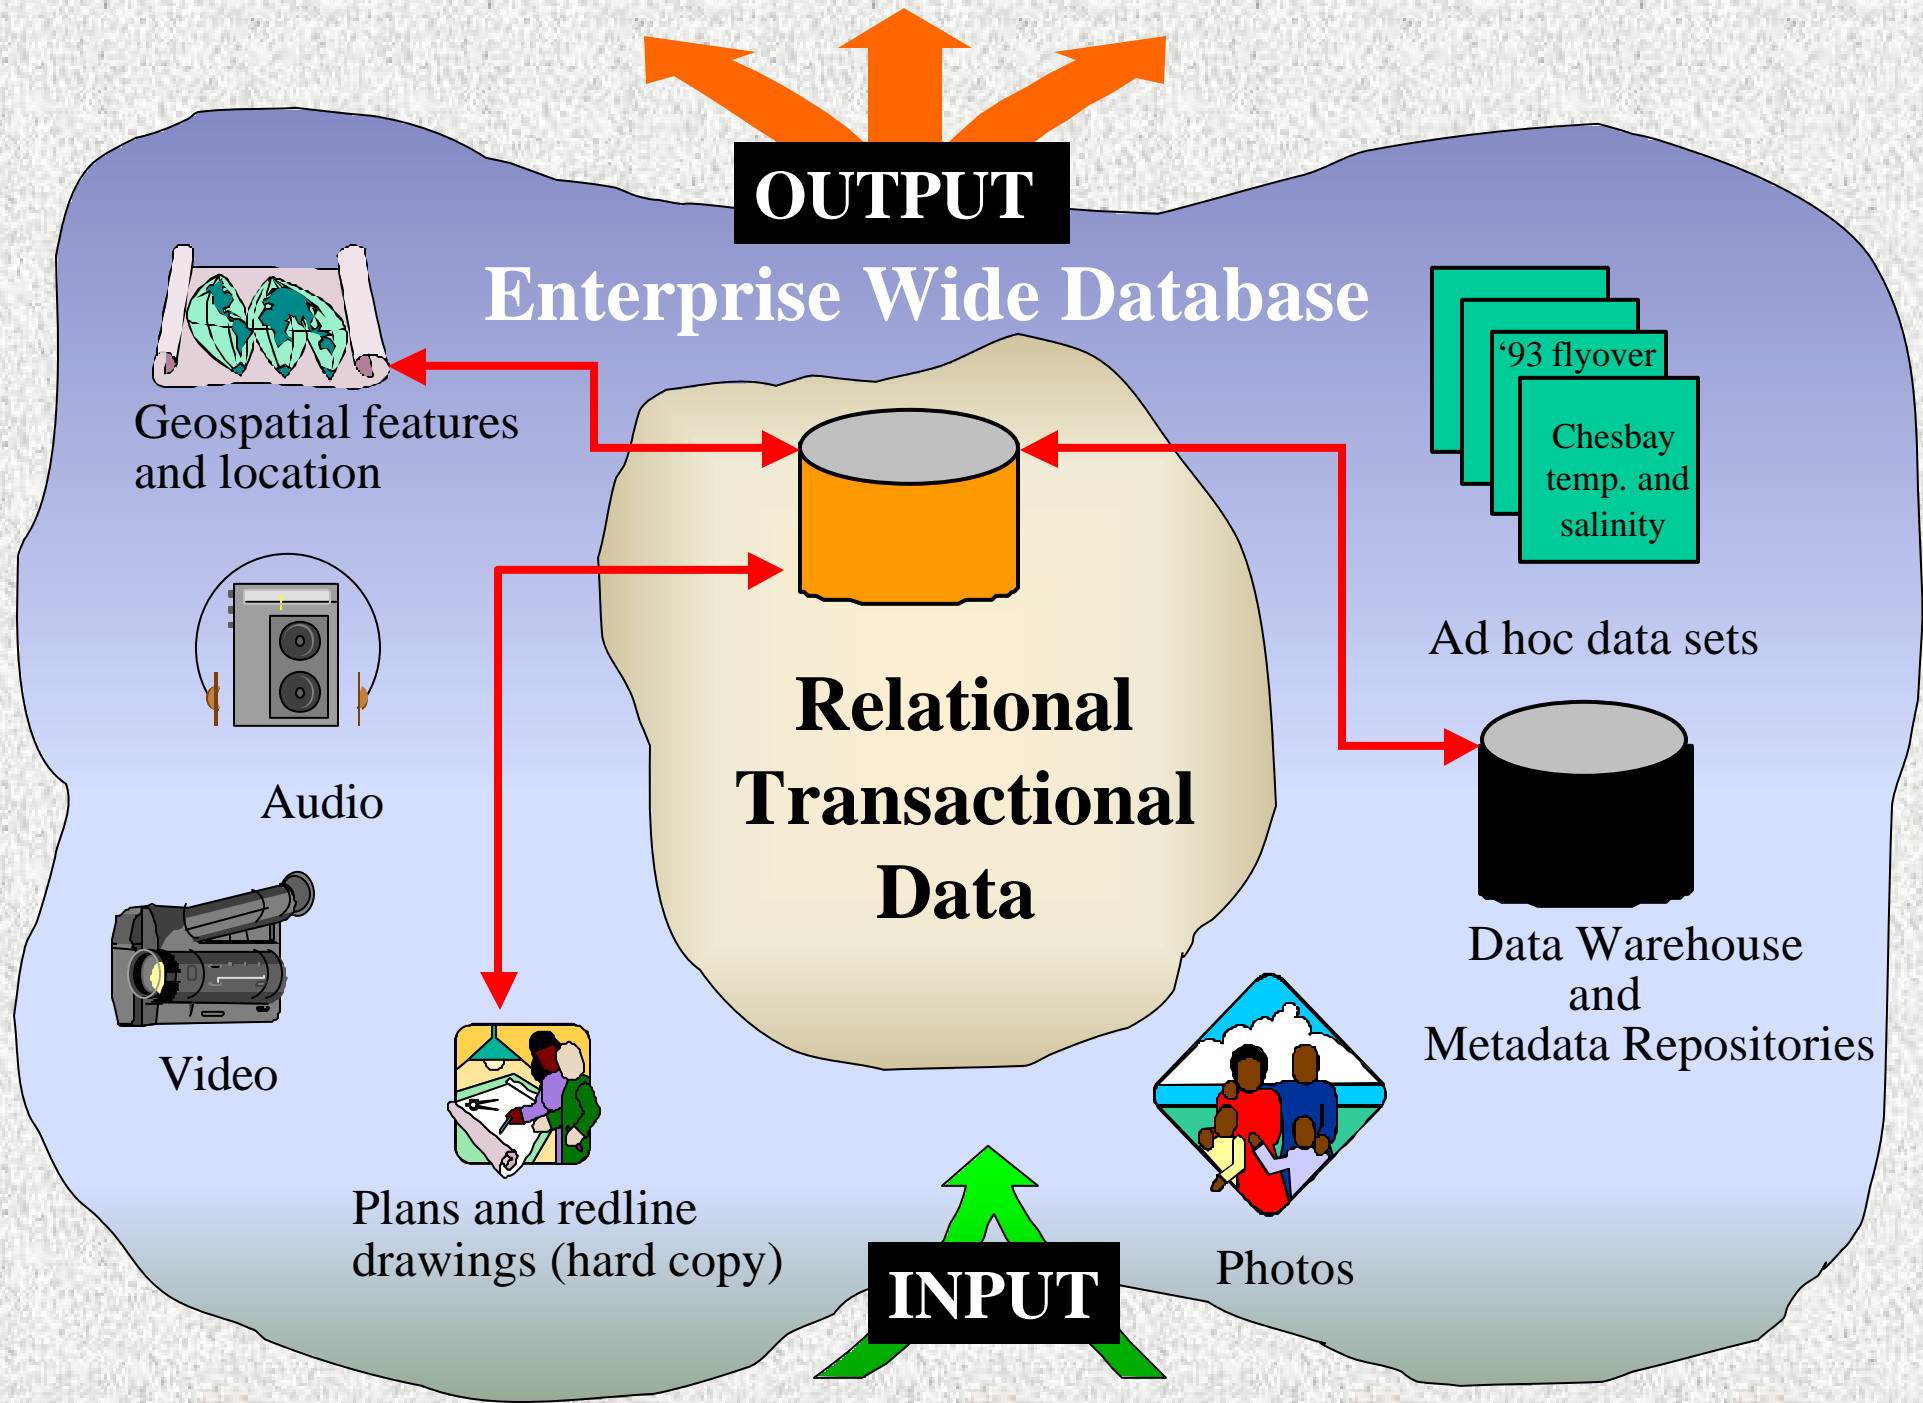 OUTPUT
Enterprise Wide Database
Geospatial features
and location
'93 flyover
Chesbay
temp. and
salinity
Ad hoc data sets
Audio
Relational
Transactional
Data
Data Warehouse
and
Metadata Repositories
Video
Plans and redline
drawings (hard copy)
Photos
INPUT